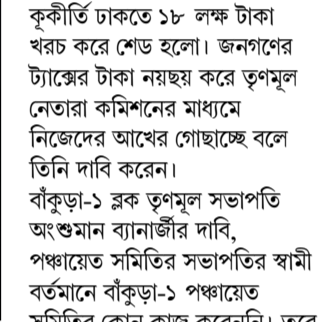 কূকীর্তি ঢাকতে ১৮ লক্ষ টাকা
খরচ করে শেড হলো। জনগণের
ট্যাক্সের টাকা নয়ছয় করে তৃণমূল
নেতারা কমিশনের মাধ্যমে
নিজেদের আখের গোছাচ্ছে বলে
তিনি দাবি করেন।
বাঁকুড়া-১ ব্লক তৃণমূল সভাপতি
অংশুমান ব্যানার্জীর দাবি,
পঞ্চায়েত সমিতির সভাপতির স্বামী
বর্তমানে বাঁকুড়া-১ পঞ্চায়েত